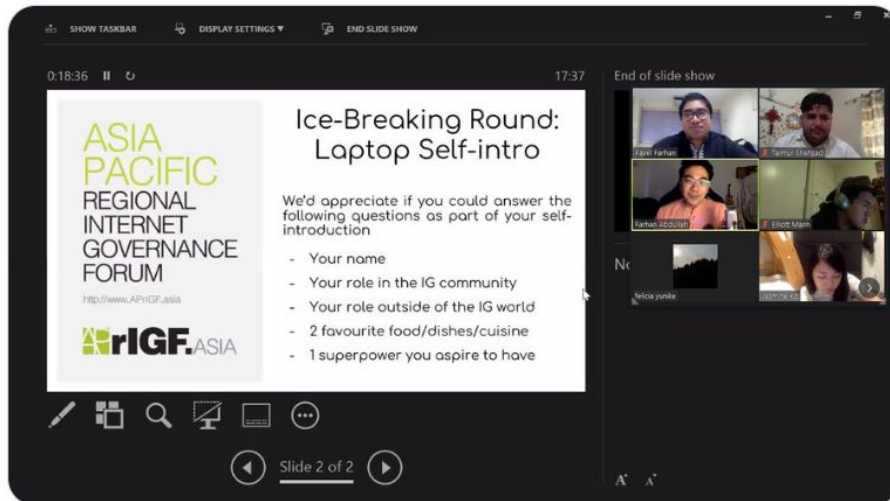 SHOW TASKBAR
DISPLAY SETTINGS ▼
END SLIDE SHOW
0:18:36
17:37
End of slide show
ASIA
PACIFIC
REGIONAL
INTERNET
GOVERNANCE
FORUM
http://www.APrIGF.asia
APrIGF.ASIA
Ice-Breaking Round:
Laptop Self-intro
We'd appreciate if you could answer the
following questions as part of your self-
introduction
- Your name
- Your role in the IG community
- Your role outside of the IG world
- 2 favourite food/dishes/cuisine
- 1 superpower you aspire to have
Taimur Shahzad
Farhan Abdullah
Elliott Mann
felicia yunike
No
Slide 2 of 2
A A